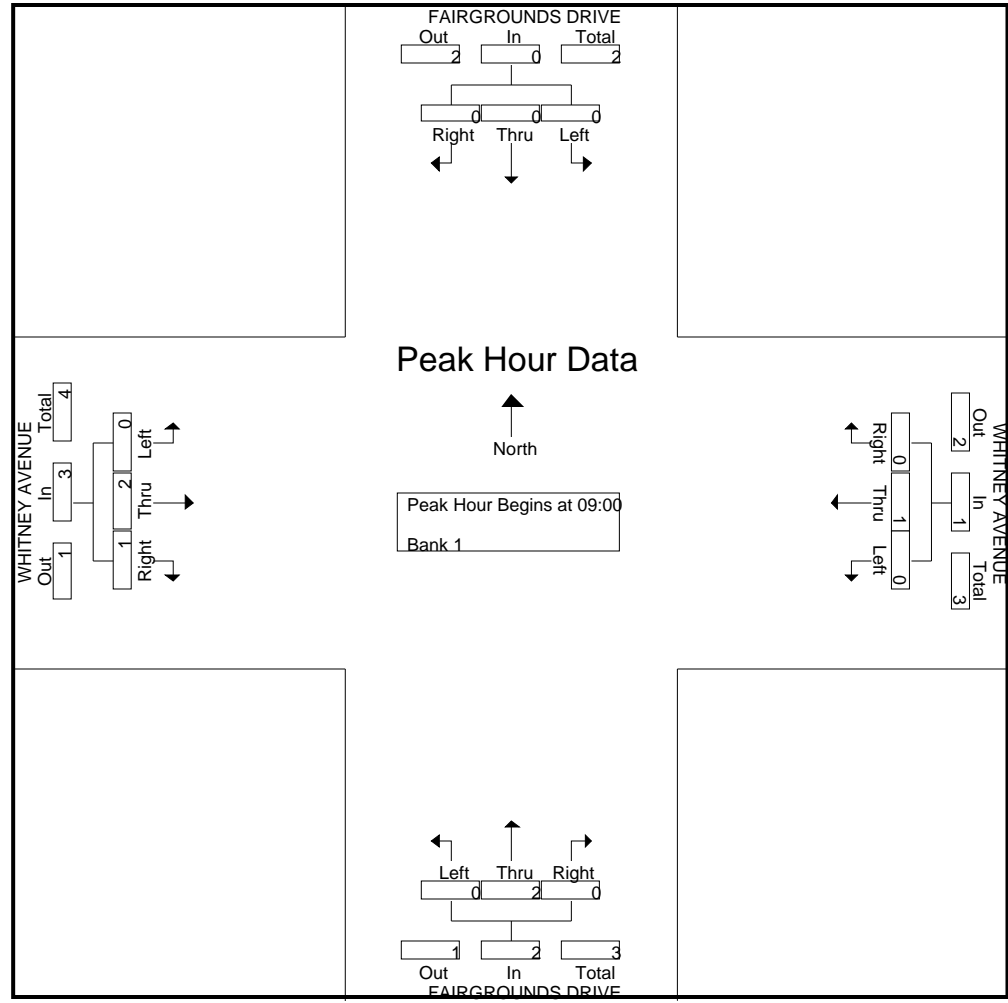 FAIRGROUNDS DRIVE
Out In Total
2 0 2
0 0 0
Right Thru Left
Peak Hour Data
North
Peak Hour Begins at 09:00
Bank 1
WHITNEY AVENUE
Out In Total
1 3 4
Right Thru Left
1 2 0
WHITNEY AVENUE
Out In Total
2 1 3
Right Thru Left
0 1 0
Left Thru Right
0 2 0
1 2 3
Out In Total
FAIRGROUNDS DRIVE